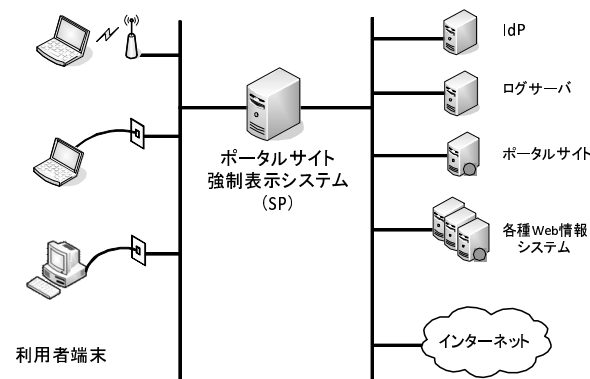 IdP
ログサーバ
ポータルサイト
ポータルサイト
強制表示システム
(SP)
各種Web情報
システム
インターネット
利用者端末